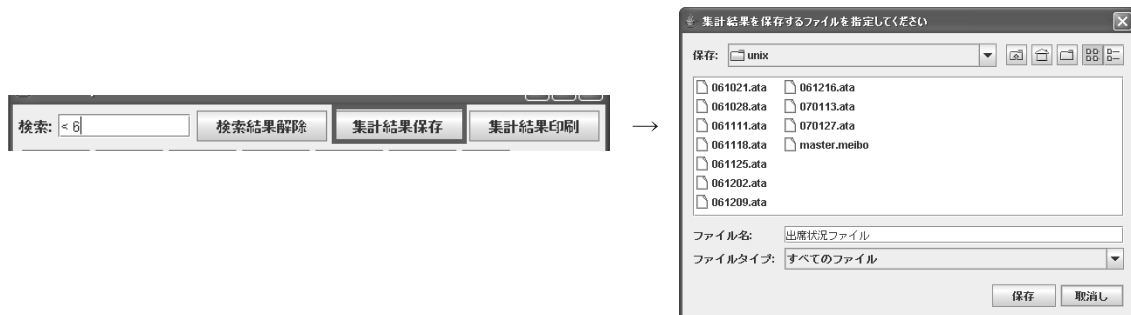 検索: < 6 検索結果解除 集計結果保存 集計結果印刷
→
集計結果を保存するファイルを指定してください
保存: unix
061021.ata 061216.ata
061028.ata 070113.ata
061111.ata 070127.ata
061118.ata master.meibo
061125.ata
061202.ata
061209.ata
ファイル名: 出席状況ファイル
ファイルタイプ: すべてのファイル
保存 取消し